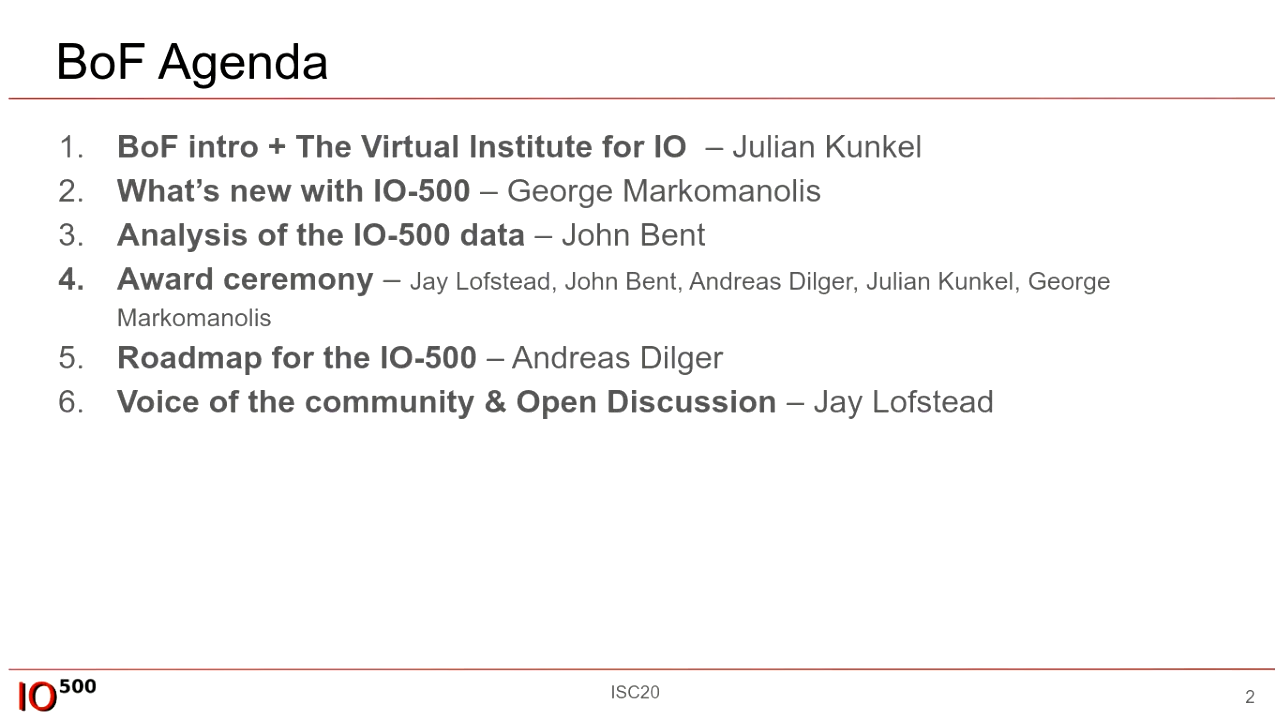 BoF Agenda
1. BoF intro + The Virtual Institute for IO – Julian Kunkel
2. What’s new with IO-500 – George Markomanolis
3. Analysis of the IO-500 data – John Bent
4. Award ceremony – Jay Lofstead, John Bent, Andreas Dilger, Julian Kunkel, George
Markomanolis
5. Roadmap for the IO-500 – Andreas Dilger
6. Voice of the community & Open Discussion – Jay Lofstead
IO500
ISC20
2